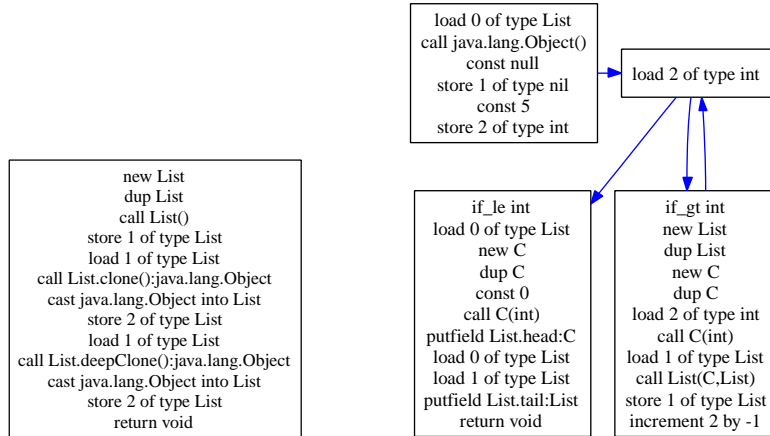 new List
dup List
call List()
store 1 of type List
load 1 of type List
call List.clone():java.lang.Object
cast java.lang.Object into List
store 2 of type List
load 1 of type List
call List.deepClone():java.lang.Object
cast java.lang.Object into List
store 2 of type List
return void
load 0 of type List
call java.lang.Object()
const null
store 1 of type nil
const 5
store 2 of type int
load 2 of type int
if_le int
load 0 of type List
new C
dup C
const 0
call C(int)
putfield List.head:C
load 0 of type List
load 1 of type List
putfield List.tail:List
return void
if_gt int
new List
dup List
new C
dup C
load 2 of type int
call C(int)
load 1 of type List
call List(C,List)
store 1 of type List
increment 2 by -1